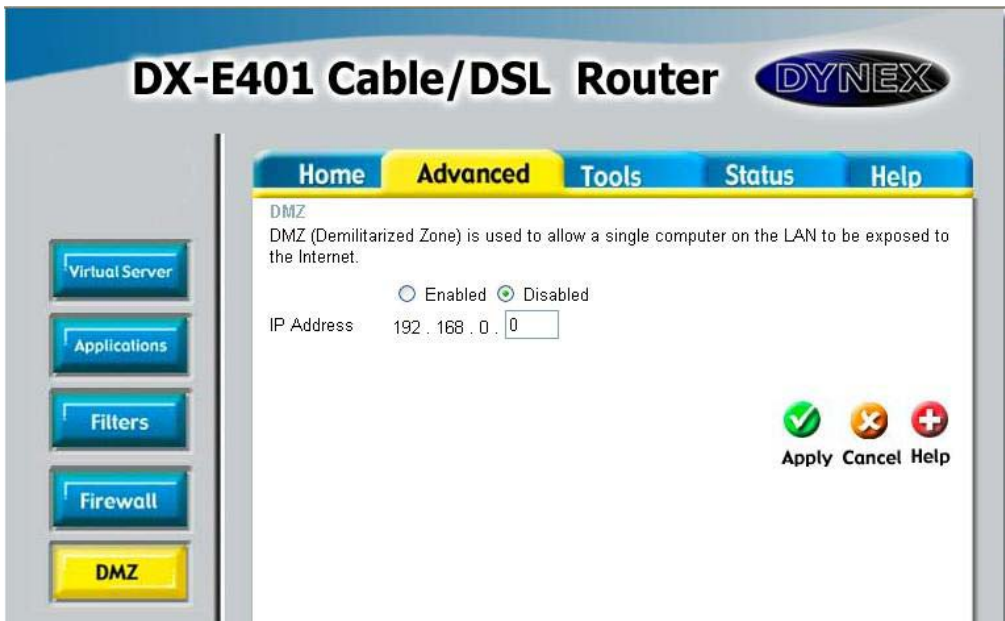 DX-E401 Cable/DSL Router DYNEX
Home Advanced Tools Status Help
DMZ
DMZ (Demilitarized Zone) is used to allow a single computer on the LAN to be exposed to
the Internet.
Enabled Disabled
IP Address 192 . 168 . 0 . 0
Apply Cancel Help
Virtual Server
Applications
Filters
Firewall
DMZ